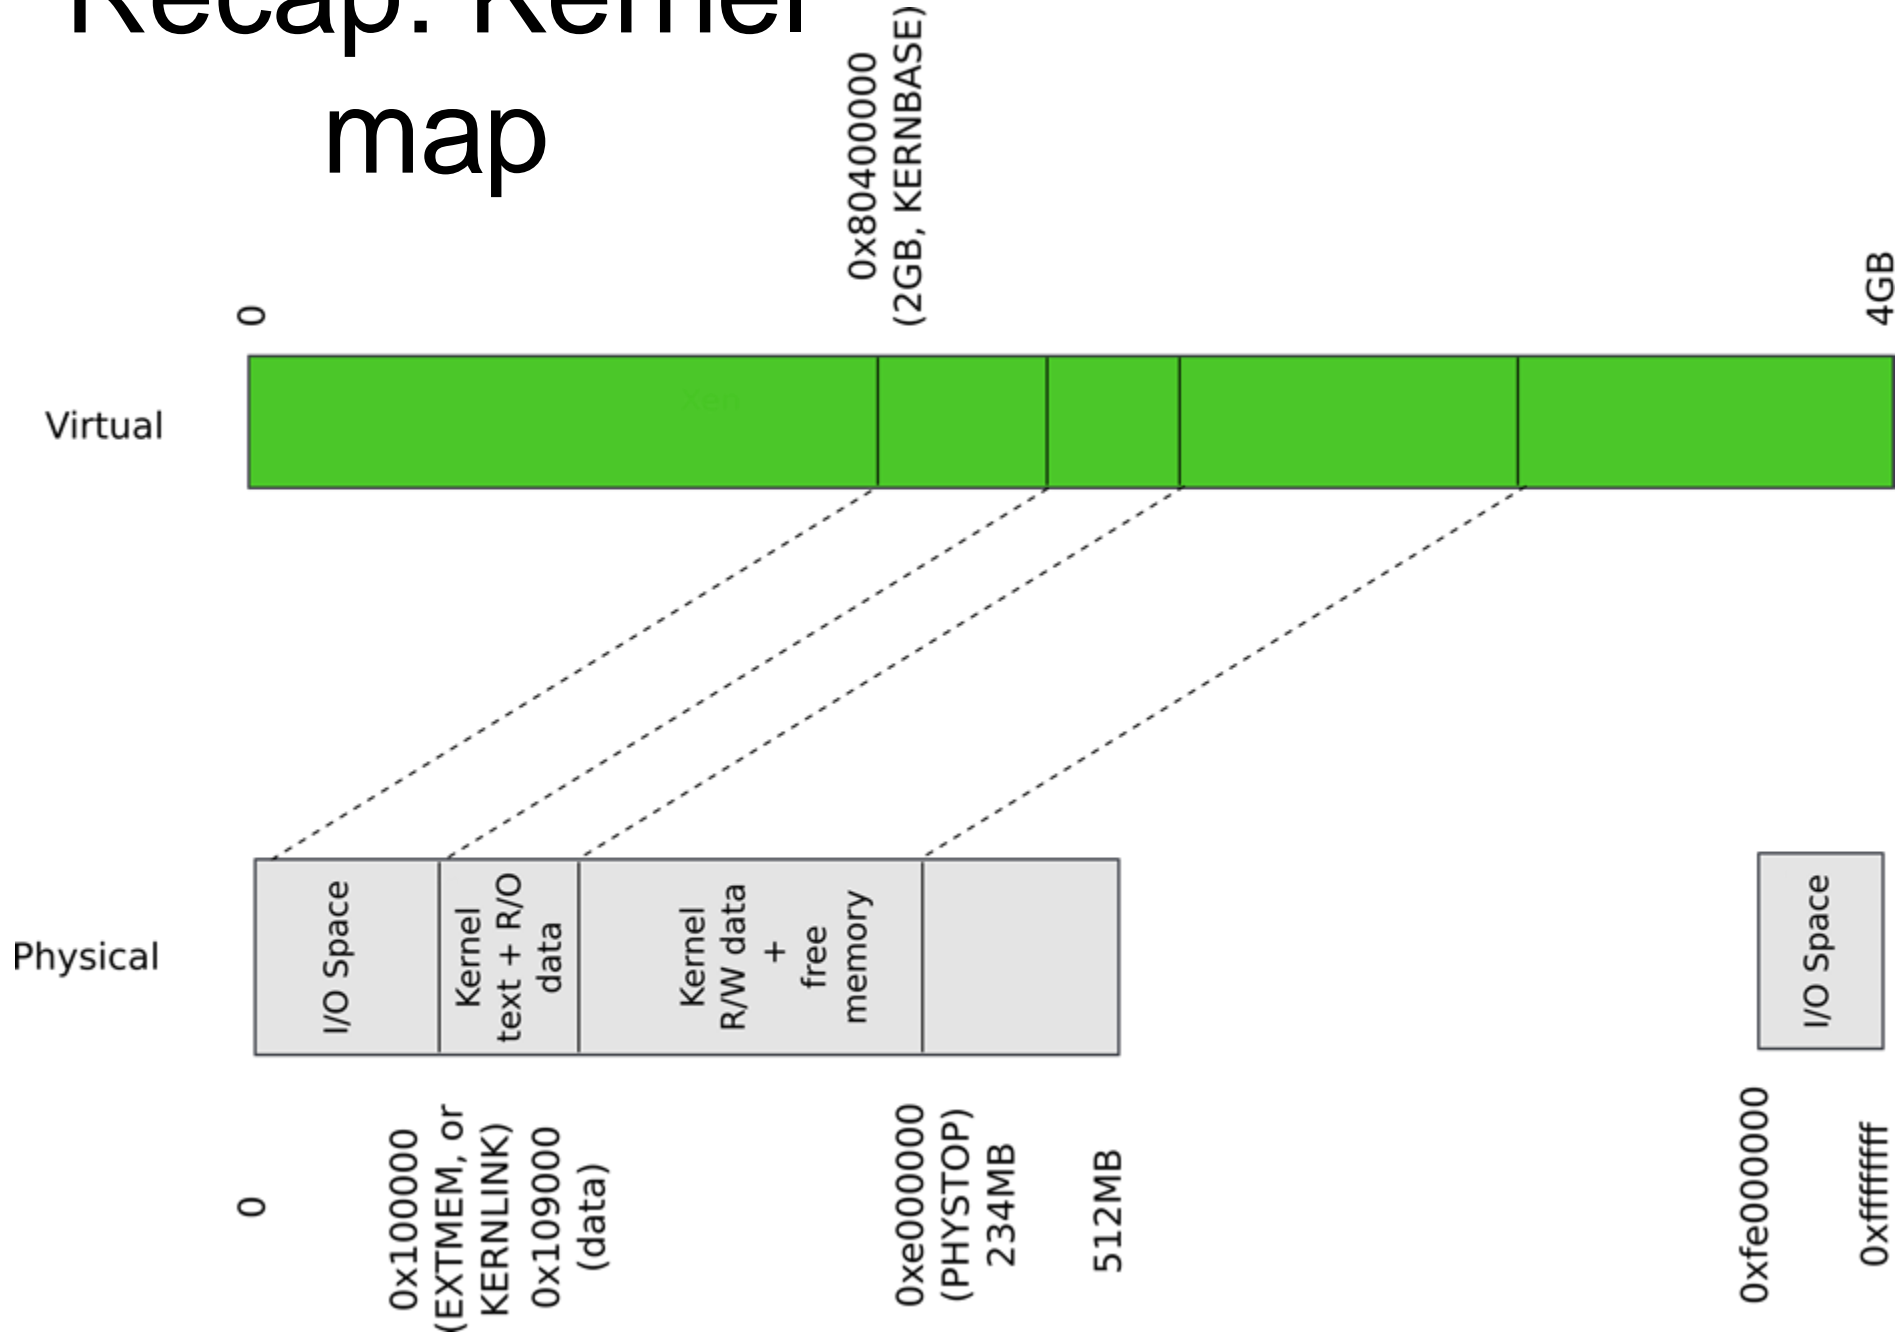 Recap: Kernel
map
0x80400000
(2GB, KERNBASE)
0
4GB
Virtual
Xen
Physical
I/O Space
Kernel
text + R/O
data
Kernel
R/W data
+
free
memory
I/O Space
0
0x100000
(EXTMEM, or
KERNLINK)
0x109000
(data)
0xe000000
(PHYSTOP)
234MB
512MB
0xfe000000
0xffffffff